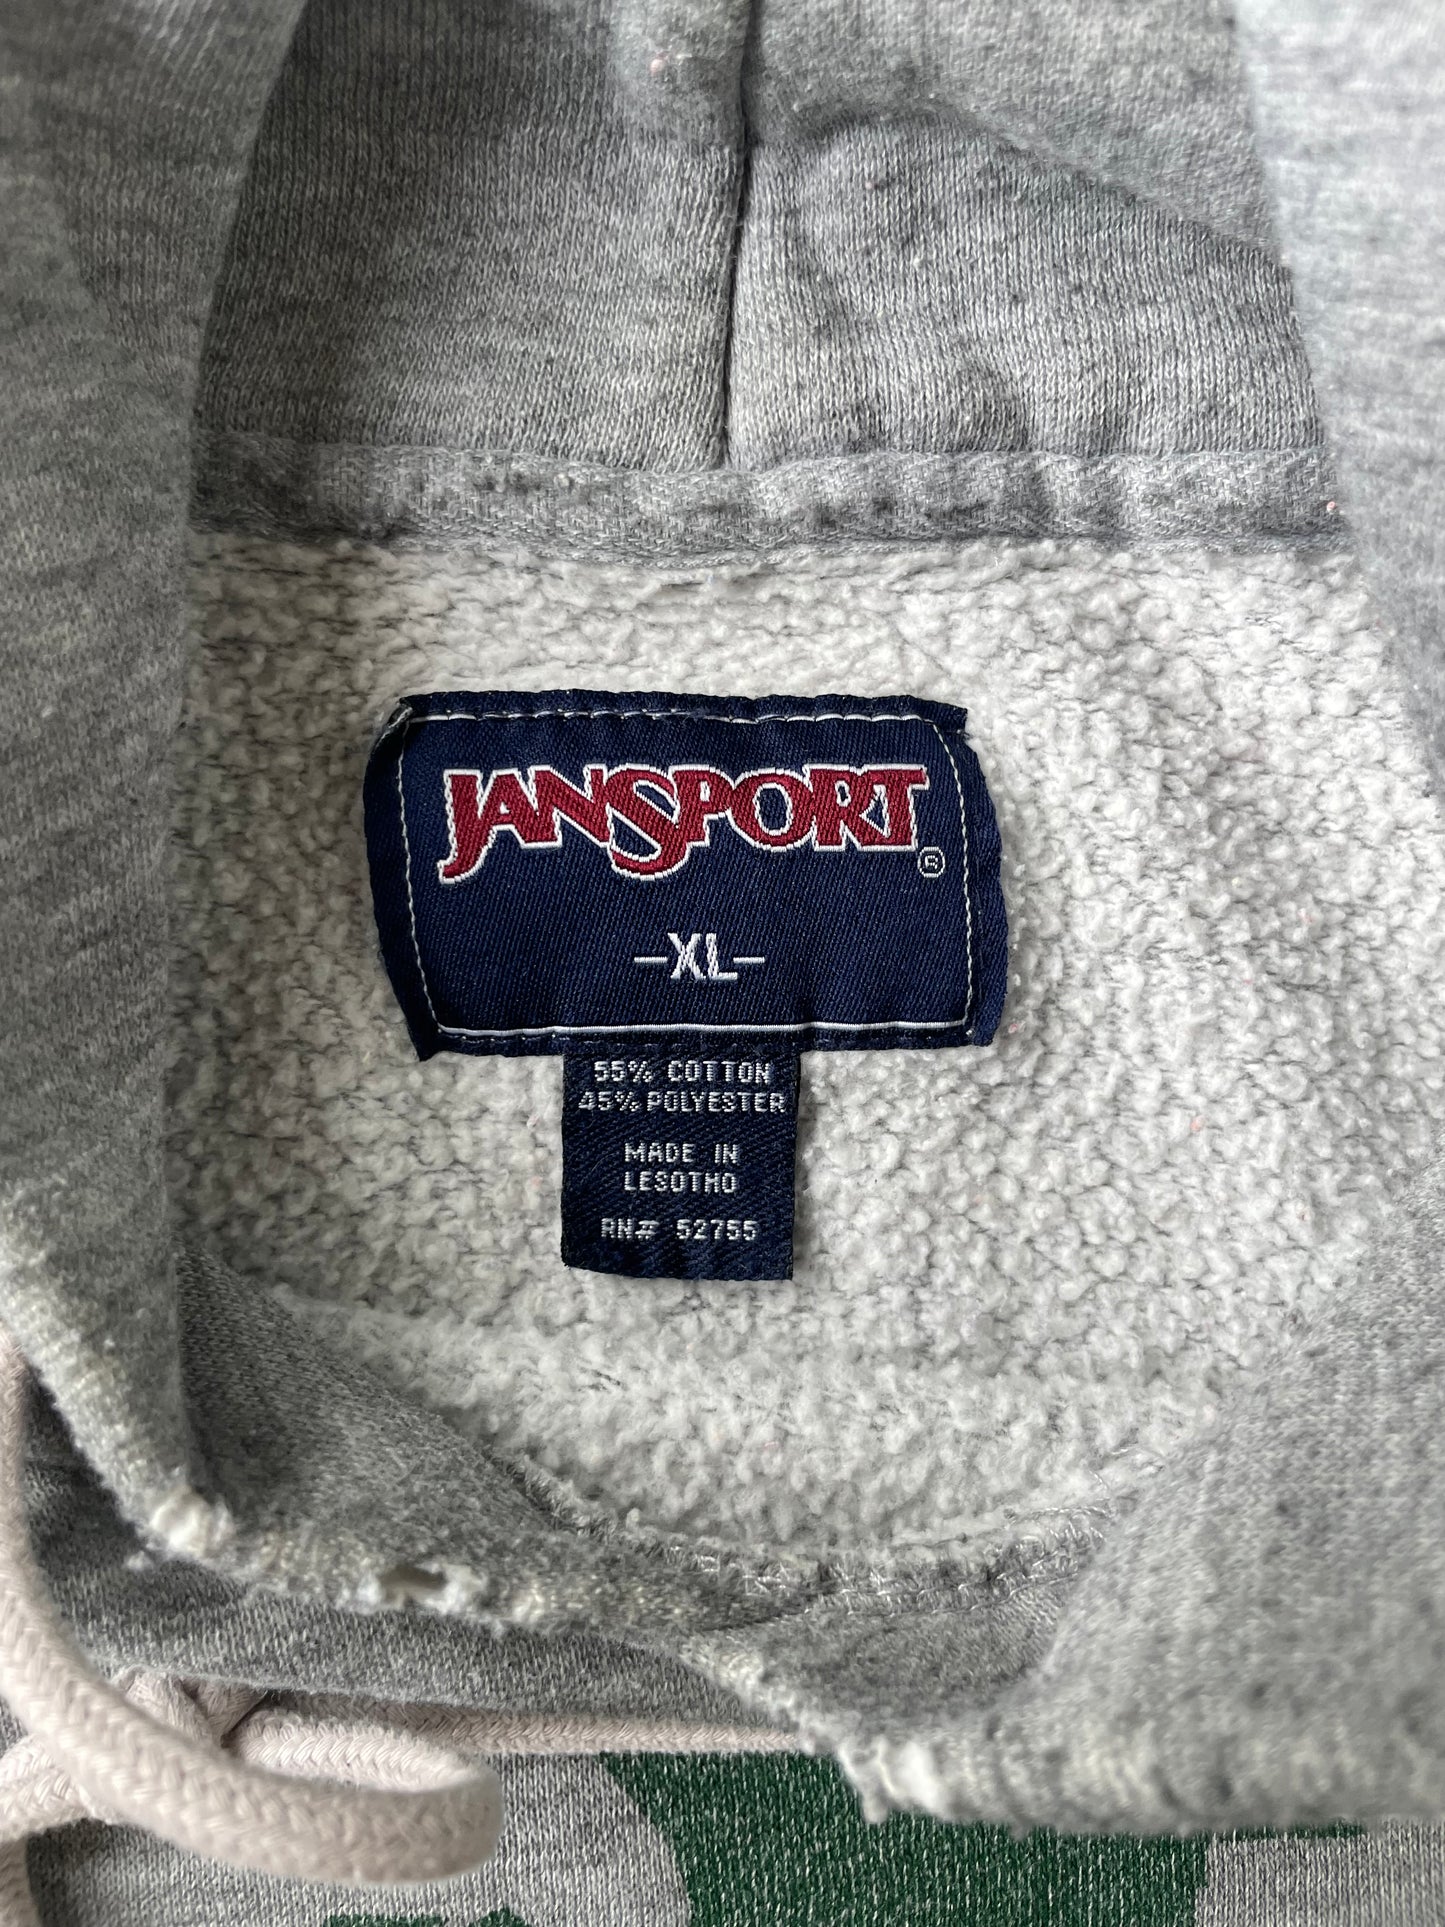 JANSPORT ®
-XL-
55% COTTON
45% POLYESTER
MADE IN
LESOTHO
RN# 52755